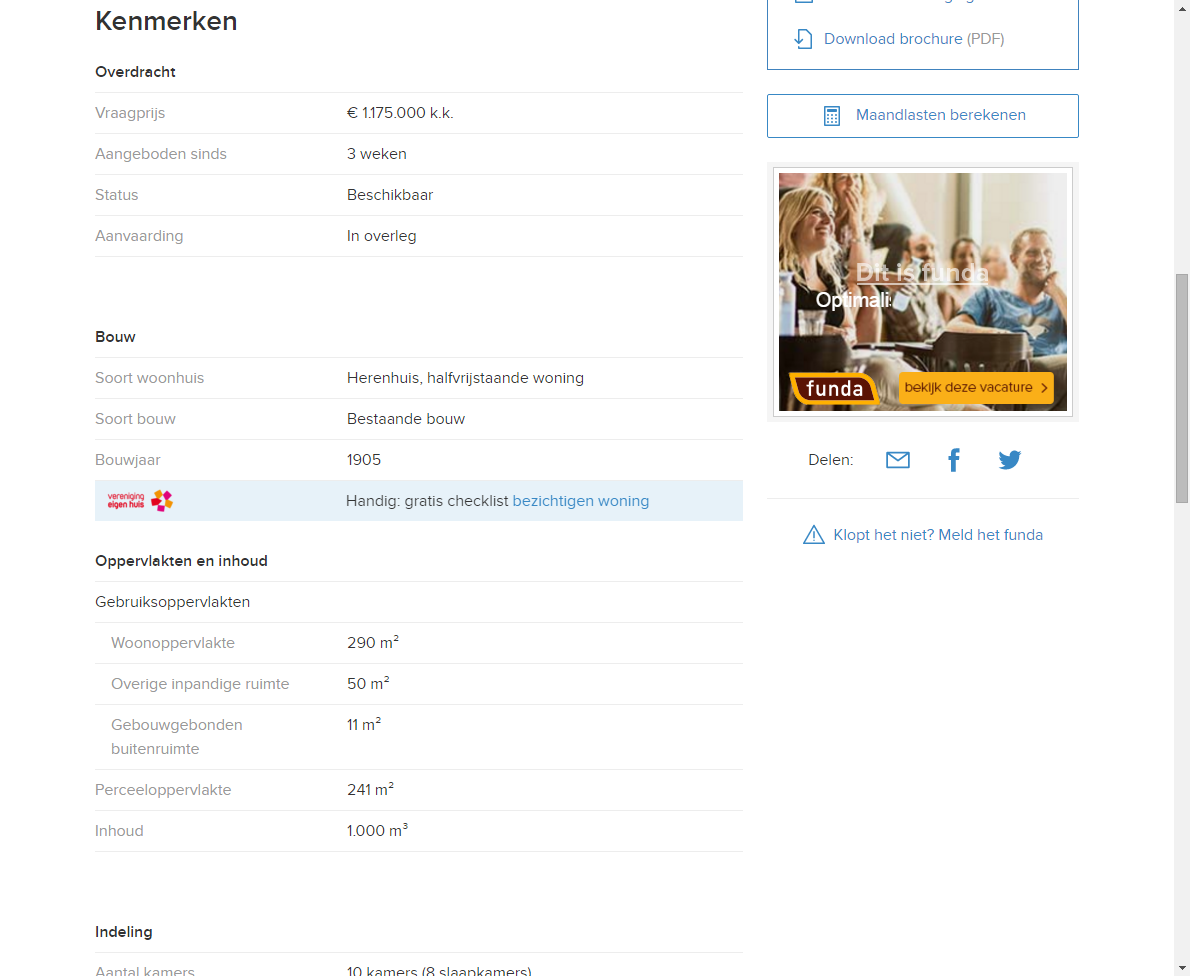 Kenmerken
Overdracht
Vraagprijs € 1.175.000 k.k.
Aangeboden sinds 3 weken
Status Beschikbaar
Aanvaarding In overleg
Bouw
Soort woonhuis Herenhuis, halfvrijstaande woning
Soort bouw Bestaande bouw
Bouwjaar 1905
vereniging
eigen huis
Handig: gratis checklist bezichtigen woning
Oppervlakten en inhoud
Gebruiksoppervlakten
Woonoppervlakte 290 m²
Overige inpandige ruimte 50 m²
Gebouwgebonden 11 m²
buitenruimte
Perceeloppervlakte 241 m²
Inhoud 1.000 m³
Indeling
Aantal kamers 10 kamers (8 slaapkamers)
Download brochure (PDF)
Maandlasten berekenen
Dit is funda
Optimali
funda
bekijk deze vacature
Delen:
Klopt het niet? Meld het funda